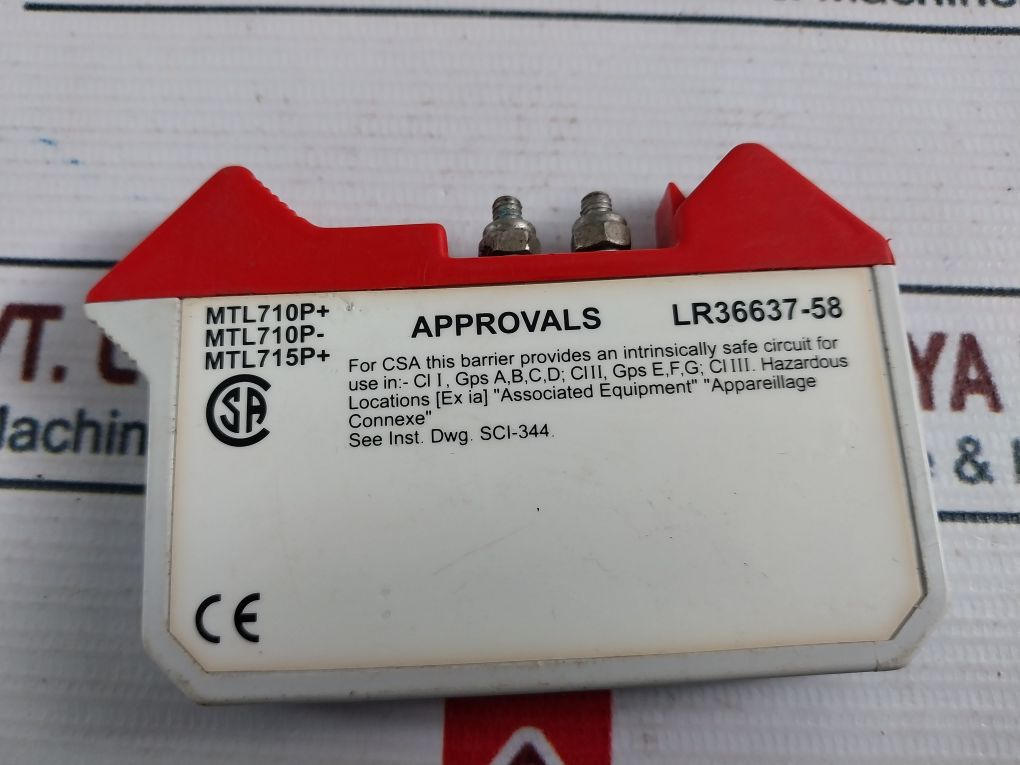 MTL710P+
MTL710P-
MTL715P+
APPROVALS
LR36637-58
For CSA this barrier provides an intrinsically safe circuit for
use in:- Cl I, Gps A,B,C,D; Cl II, Gps E,F,G; Cl III. Hazardous
Locations [Ex ia] "Associated Equipment" "Appareillage
Connexe"
See Inst. Dwg. SCI-344.
CSA
CE
YA
&